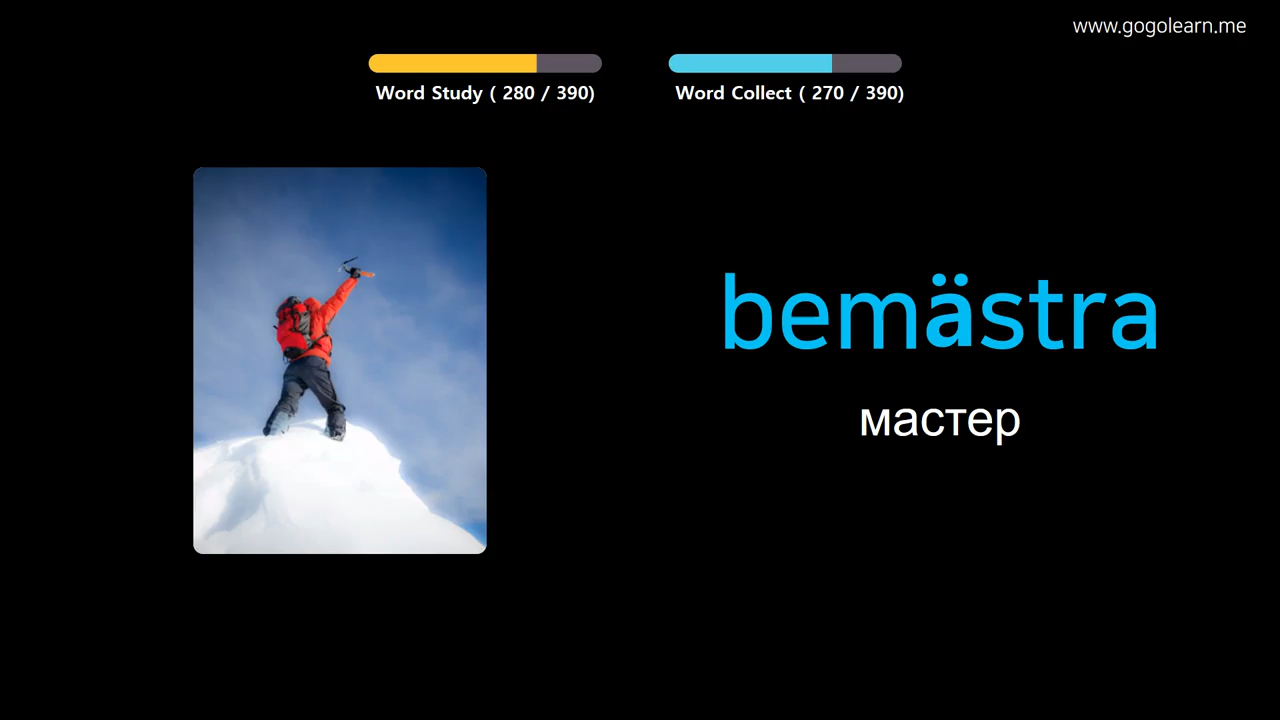 www.gogolearn.me
Word Study ( 280 / 390)
Word Collect ( 270 / 390)
bemästra
мастер